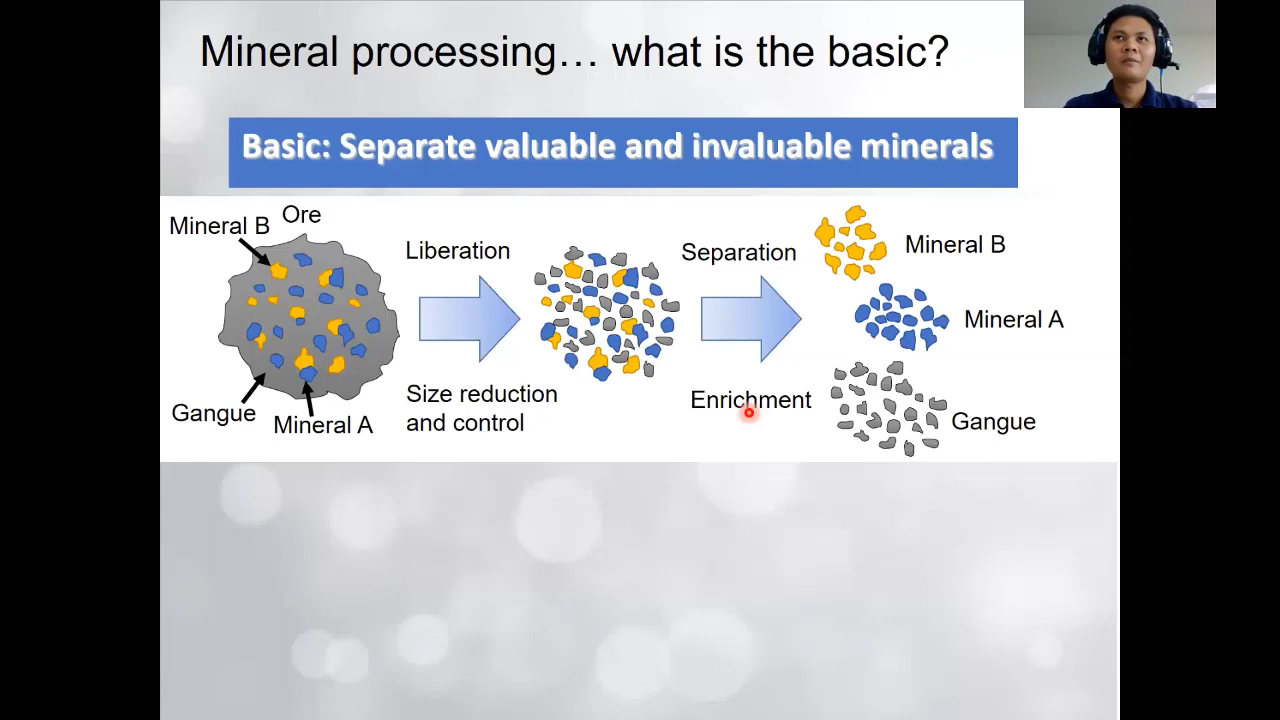 Mineral processing… what is the basic?
Basic: Separate valuable and invaluable minerals
Mineral B
Ore
Gangue
Mineral A
Liberation
Size reduction
and control
Separation
Enrichment
Mineral B
Mineral A
Gangue